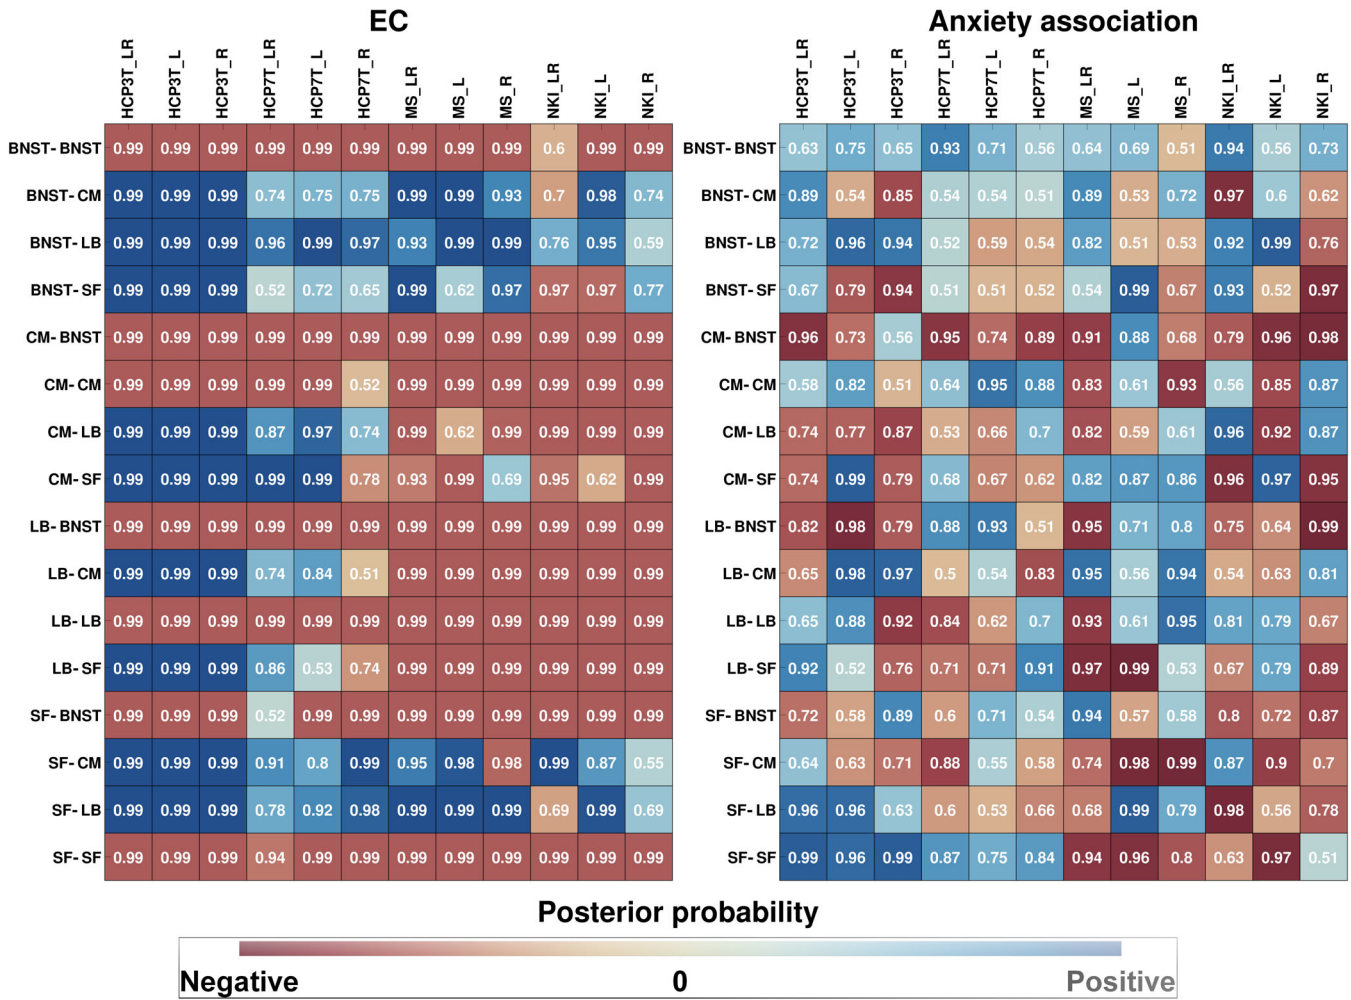 EC Anxiety association
HCP3T_LR HCP3T_L HCP3T_R HCP7T_LR HCP7T_L HCP7T_R MS_LR MS_L MS_R NKI_LR NKI_L NKI_R HCP3T_LR HCP3T_L HCP3T_R HCP7T_LR HCP7T_L HCP7T_R MS_LR MS_L MS_R NKI_LR NKI_L NKI_R
BNST-BNST 0.99 0.99 0.99 0.99 0.99 0.99 0.99 0.99 0.99 0.6 0.99 0.99 BNST-BNST 0.63 0.75 0.65 0.93 0.71 0.56 0.64 0.69 0.51 0.94 0.56 0.73
BNST-CM 0.99 0.99 0.99 0.74 0.75 0.75 0.99 0.99 0.93 0.7 0.98 0.74 BNST-CM 0.89 0.54 0.85 0.54 0.54 0.51 0.89 0.53 0.72 0.97 0.6 0.62
BNST-LB 0.99 0.99 0.99 0.96 0.99 0.97 0.93 0.99 0.99 0.76 0.95 0.59 BNST-LB 0.72 0.96 0.94 0.52 0.59 0.54 0.82 0.51 0.53 0.92 0.99 0.76
BNST-SF 0.99 0.99 0.99 0.52 0.72 0.65 0.99 0.62 0.97 0.97 0.97 0.77 BNST-SF 0.67 0.79 0.94 0.51 0.51 0.52 0.54 0.99 0.67 0.93 0.52 0.97
CM-BNST 0.99 0.99 0.99 0.99 0.99 0.99 0.99 0.99 0.99 0.99 0.99 0.99 CM-BNST 0.96 0.73 0.56 0.95 0.74 0.89 0.91 0.88 0.68 0.79 0.96 0.98
CM-CM 0.99 0.99 0.99 0.99 0.99 0.52 0.99 0.99 0.99 0.99 0.99 0.99 CM-CM 0.58 0.82 0.51 0.64 0.95 0.88 0.83 0.61 0.93 0.56 0.85 0.87
CM-LB 0.99 0.99 0.99 0.87 0.97 0.74 0.99 0.62 0.99 0.99 0.99 0.99 CM-LB 0.74 0.77 0.87 0.53 0.66 0.7 0.82 0.59 0.61 0.96 0.92 0.87
CM-SF 0.99 0.99 0.99 0.99 0.99 0.78 0.93 0.99 0.69 0.95 0.62 0.99 CM-SF 0.74 0.99 0.79 0.68 0.67 0.62 0.82 0.87 0.86 0.96 0.97 0.95
LB-BNST 0.99 0.99 0.99 0.99 0.99 0.99 0.99 0.99 0.99 0.99 0.99 0.99 LB-BNST 0.82 0.98 0.79 0.88 0.93 0.51 0.95 0.71 0.8 0.75 0.64 0.99
LB-CM 0.99 0.99 0.99 0.74 0.84 0.51 0.99 0.99 0.99 0.99 0.99 0.99 LB-CM 0.65 0.98 0.97 0.5 0.54 0.83 0.95 0.56 0.94 0.54 0.63 0.81
LB-LB 0.99 0.99 0.99 0.99 0.99 0.99 0.99 0.99 0.99 0.99 0.99 0.99 LB-LB 0.65 0.88 0.92 0.84 0.62 0.7 0.93 0.61 0.95 0.81 0.79 0.67
LB-SF 0.99 0.99 0.99 0.86 0.53 0.74 0.99 0.99 0.99 0.99 0.99 0.99 LB-SF 0.92 0.52 0.76 0.71 0.71 0.91 0.97 0.99 0.53 0.67 0.79 0.89
SF-BNST 0.99 0.99 0.99 0.52 0.99 0.99 0.99 0.99 0.99 0.99 0.99 0.99 SF-BNST 0.72 0.58 0.89 0.6 0.71 0.54 0.94 0.57 0.58 0.8 0.72 0.87
SF-CM 0.99 0.99 0.99 0.91 0.8 0.99 0.95 0.98 0.98 0.99 0.87 0.55 SF-CM 0.64 0.63 0.71 0.88 0.55 0.58 0.74 0.98 0.99 0.87 0.9 0.7
SF-LB 0.99 0.99 0.99 0.78 0.92 0.98 0.99 0.99 0.99 0.69 0.99 0.69 SF-LB 0.96 0.96 0.63 0.6 0.53 0.66 0.68 0.99 0.79 0.98 0.56 0.78
SF-SF 0.99 0.99 0.99 0.94 0.99 0.99 0.99 0.99 0.99 0.99 0.99 0.99 SF-SF 0.99 0.96 0.99 0.87 0.75 0.84 0.94 0.96 0.8 0.63 0.97 0.51
Posterior probability
Negative 0 Positive